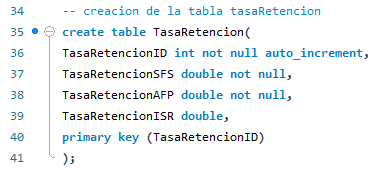 34 -- creacion de la tabla tasaRetencion
35 create table TasaRetencion(
36 TasaRetencionID int not null auto_increment,
37 TasaRetencionSFS double not null,
38 TasaRetencionAFP double not null,
39 TasaRetencionISR double,
40 primary key (TasaRetencionID)
41 );